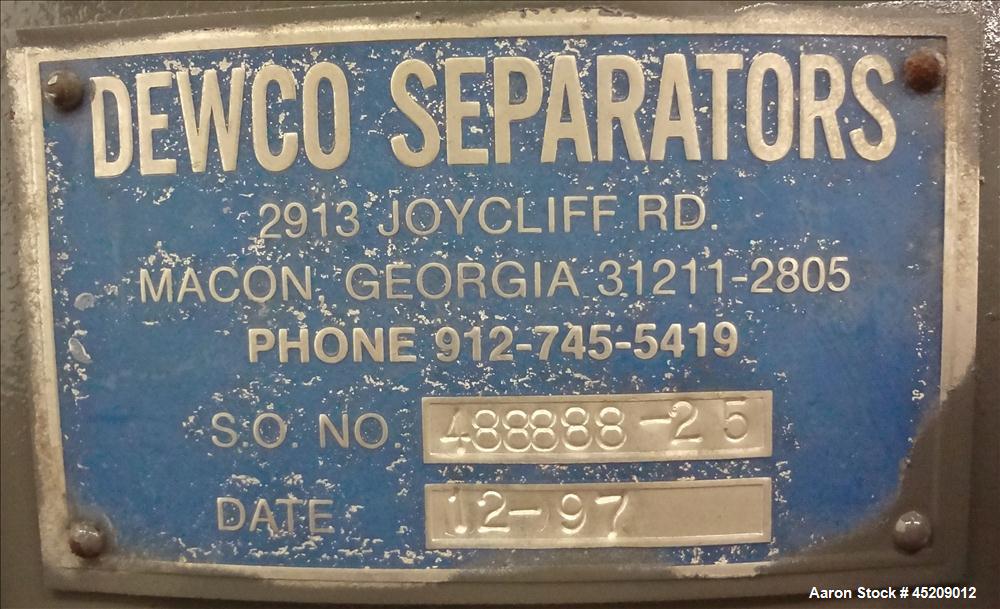 DEWCO SEPARATORS
2913 JOYCLIFF RD.
MACON, GEORGIA 31211-2805
PHONE 912-745-5419
S.O. NO 488888-25
DATE 12-97
Aaron Stock # 45209012